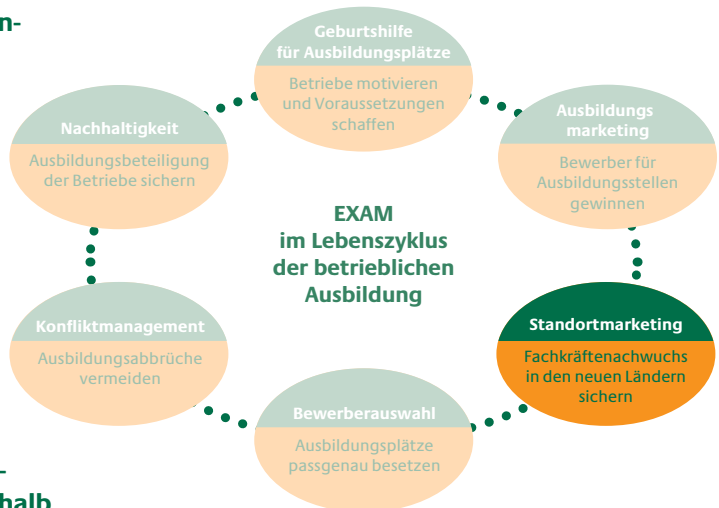 n-
Geburtshilfe
für Ausbildungsplätze
Betriebe motivieren
und Voraussetzungen
schaffen
Ausbildungs
marketing
Bewerber für
Ausbildungsstellen
gewinnen
Nachhaltigkeit
Ausbildungsbeteiligung
der Betriebe sichern
EXAM
im Lebenszyklus
der betrieblichen
Ausbildung
Standortmarketing
Fachkräftenachwuchs
in den neuen Ländern
sichern
Konfliktmanagement
Ausbildungsabbrüche
vermeiden
Bewerberauswahl
Ausbildungsplätze
passgenau besetzen
-
halb